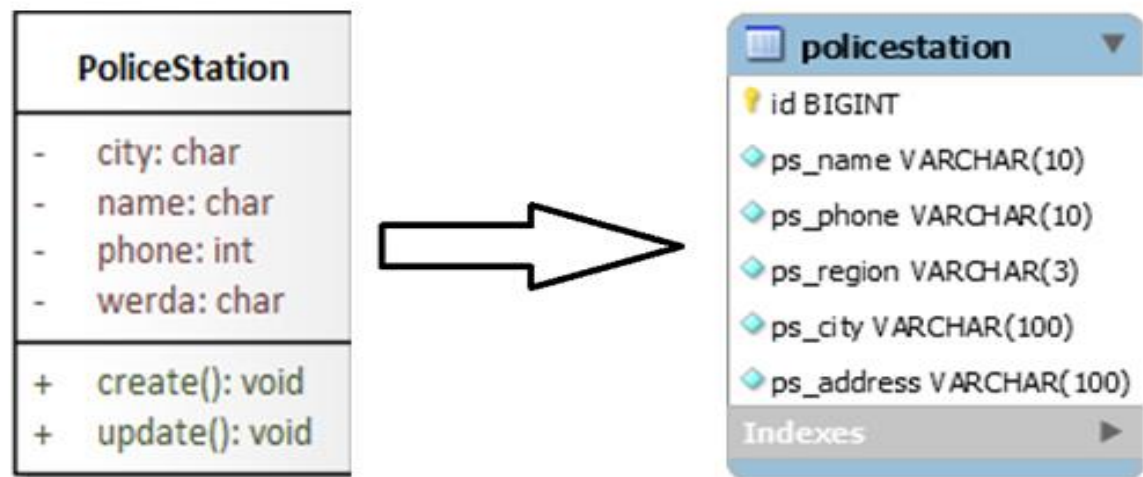 PoliceStation
- city: char
- name: char
- phone: int
- werda: char
+ create(): void
+ update(): void
policestation
id BIGINT
ps_name VARCHAR(10)
ps_phone VARCHAR(10)
ps_region VARCHAR(3)
ps_city VARCHAR(100)
ps_address VARCHAR(100)
Indexes